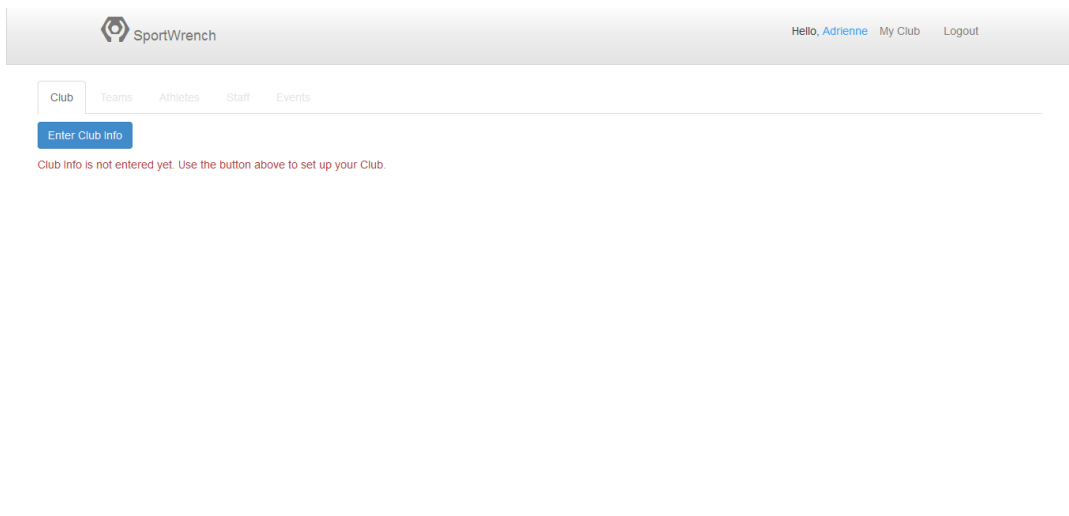 SportWrench
Hello, Adrienne My Club Logout
Club Teams Athletes Staff Events
Enter Club Info
Club Info is not entered yet. Use the button above to set up your Club.